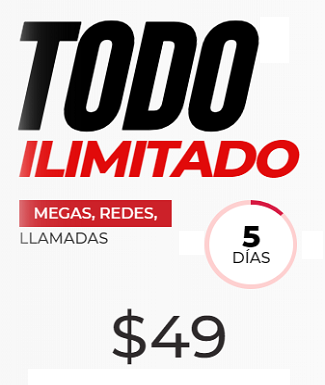 TODO
ILIMITADO
MEGAS, REDES,
LLAMADAS
5
DÍAS
$49